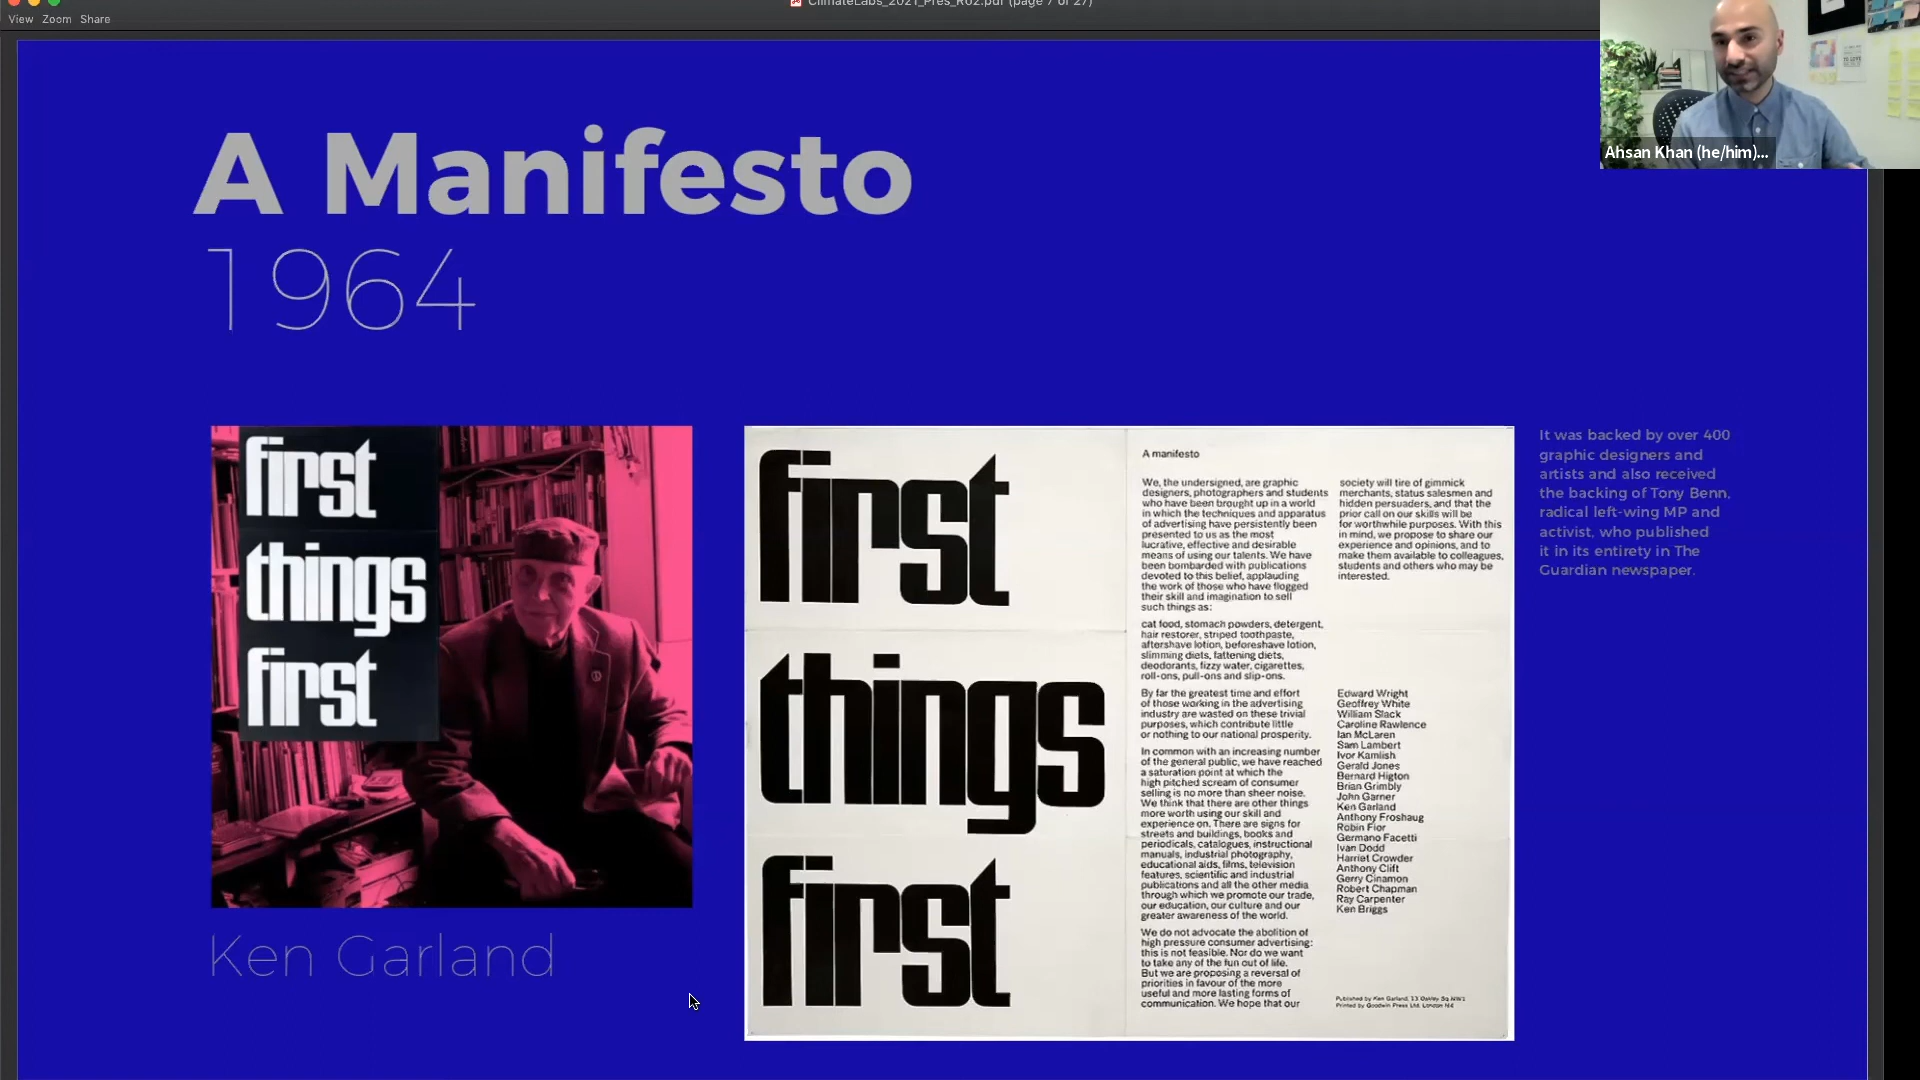 ClimateLabs_2021_Pres_R02.pdf (page 7 of 27)
View Zoom Share
Ahsan Khan (he/him)...
A Manifesto
1964
first
things
first
Ken Garland
first
things
first
A manifesto
We, the undersigned, are graphic
designers, photographers and students
who have been brought up in a world
in which the techniques and apparatus
of advertising have persistently been
presented to us as the most
lucrative, effective and desirable
means of using our talents. We have
been bombarded with publications
devoted to this belief, applauding
the work of those who have flogged
their skill and imagination to sell
such things as:
cat food, stomach powders, detergent,
hair restorer, striped toothpaste,
aftershave lotion, beforeshave lotion,
slimming diets, fattening diets,
deodorants, fizzy water, cigarettes,
roll-ons, pull-ons and slip-ons.
By far the greatest time and effort
of those working in the advertising
industry are wasted on these trivial
purposes, which contribute little
or nothing to our national prosperity.
In common with an increasing number
of the general public, we have reached
a saturation point at which the
high pitched scream of consumer
selling is no more than sheer noise.
We think that there are other things
more worth using our skill and
experience on. There are signs for
streets and buildings, books and
periodicals, catalogues, instructional
manuals, industrial photography,
educational aids, films, television
features, scientific and industrial
publications and all the other media
through which we promote our trade,
our education, our culture and our
greater awareness of the world.
We do not advocate the abolition of
high pressure consumer advertising:
this is not feasible. Nor do we want
to take any of the fun out of life.
But we are proposing a reversal of
priorities in favour of the more
useful and more lasting forms of
communication. We hope that our
society will tire of gimmick
merchants, status salesmen and
hidden persuaders, and that the
prior call on our skills will be
for worthwhile purposes. With this
in mind, we propose to share our
experience and opinions, and to
make them available to colleagues,
students and others who may be
interested.
Edward Wright
Geoffrey White
William Slack
Caroline Rawlence
Ian McLaren
Sam Lambert
Ivor Kamlish
Gerald Jones
Bernard Higton
Brian Grimbly
John Garner
Ken Garland
Anthony Froshaug
Robin Fior
Germano Facetti
Ivan Dodd
Harriet Crowder
Anthony Clift
Gerry Cinamon
Robert Chapman
Ray Carpenter
Ken Briggs
Published by Ken Garland, 13 Oakley Sq NW1
Printed by Goodwin Press Ltd. London N4
It was backed by over 400
graphic designers and
artists and also received
the backing of Tony Benn,
radical left-wing MP and
activist, who published
it in its entirety in The
Guardian newspaper.